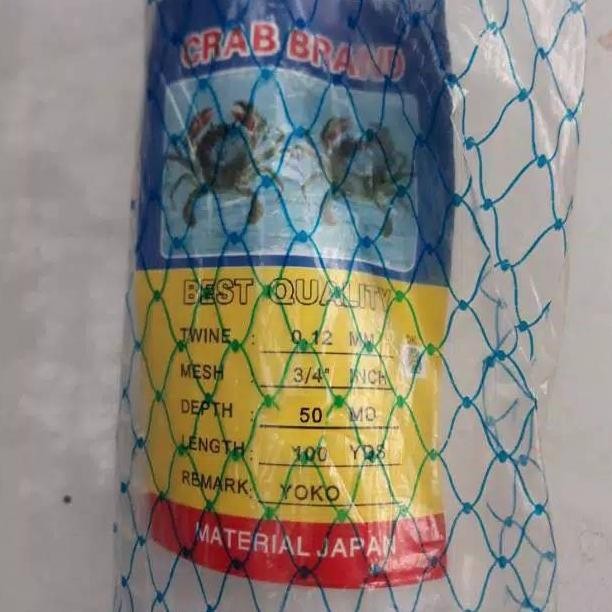 CRAB BRAND
BEST QUALITY
TWINE : 0.12 MM
MESH : 3/4" INCH
DEPTH : 50 MD
LENGTH : 100 YDS
REMARK : YOKO
MATERIAL JAPAN